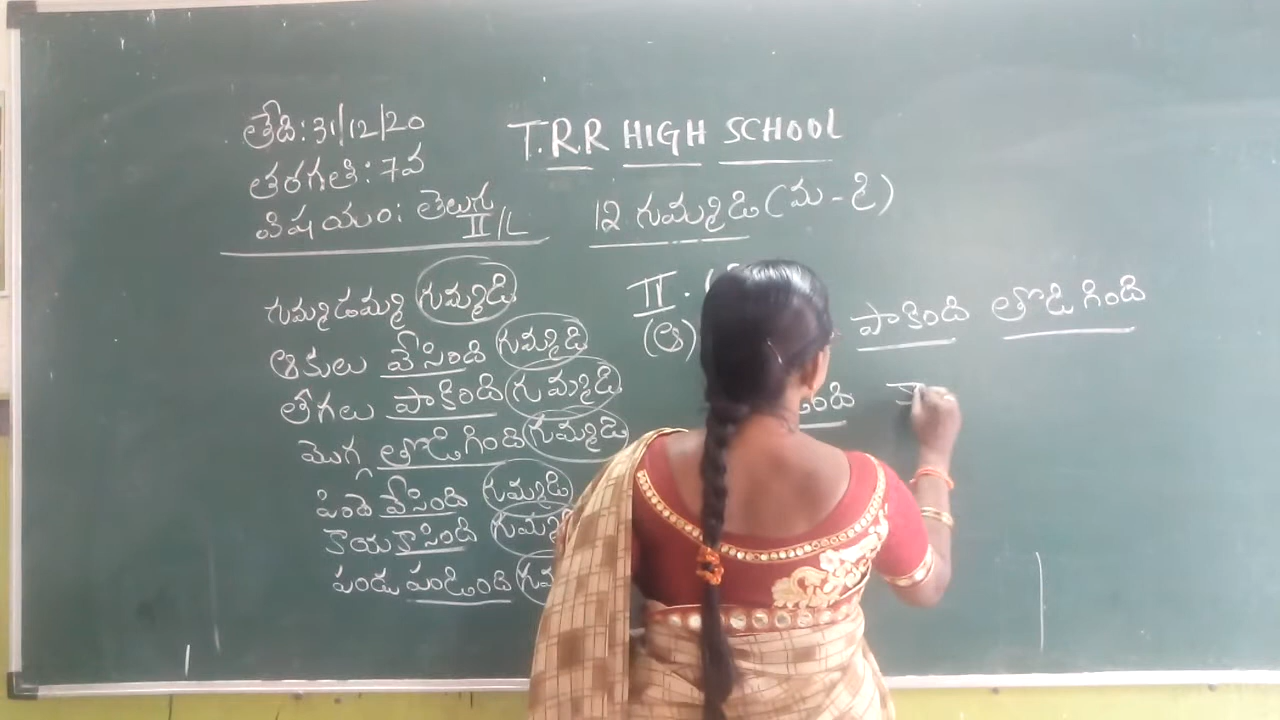 తేది: 31/12/20
T.R.R HIGH SCHOOL
తరగతి: 7వ
విషయం: తెలుగు II/L
12 గుమ్మడి (మ - ్మ)
గుమ్మడమ్మ గుమ్మడి
ఆకులు వేసింది గుమ్మడి
తీగలు పాకింది గుమ్మడి
మొగ్గ తొడిగింది గుమ్మడి
పిందె వేసింది గుమ్మడి
కాయ కాసింది
పండు పండింది
II.
(ఆ)
పాకింది తొడిగింది